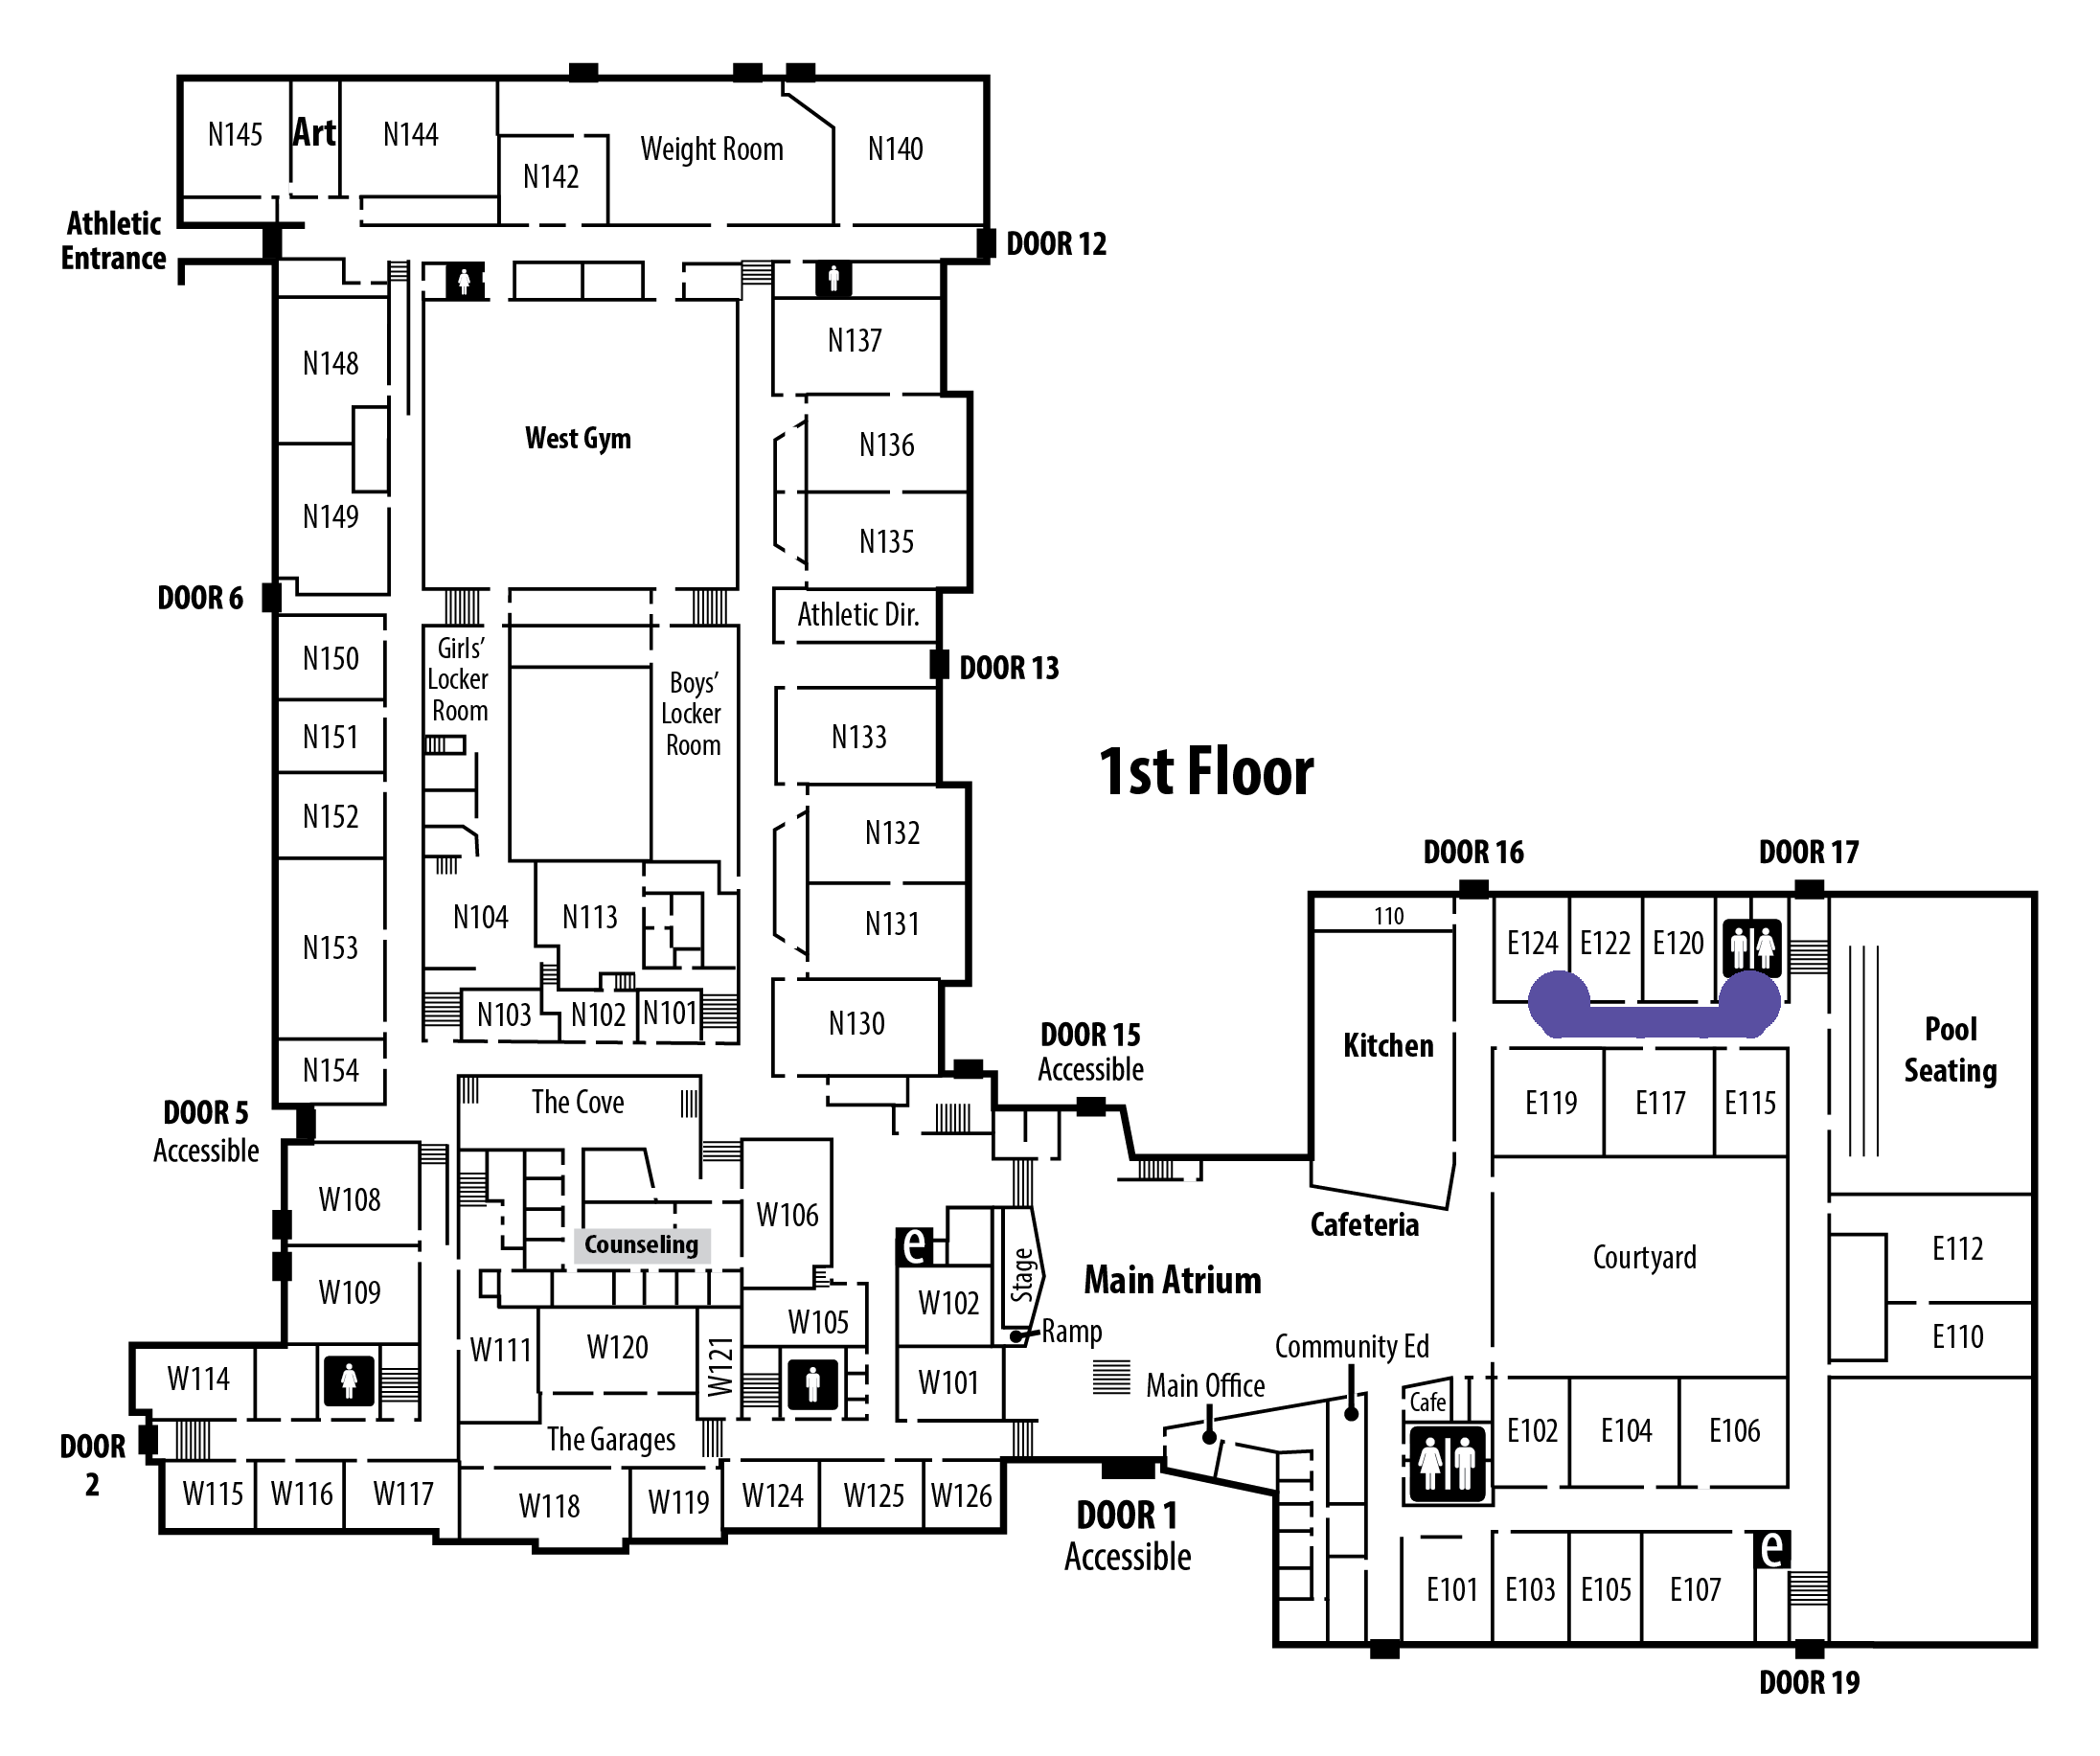 N145
Art
N144
N142
Weight Room
N140
Athletic
Entrance
DOOR 12
N148
N137
West Gym
N136
N149
N135
DOOR 6
Athletic Dir.
N150
Girls'
Locker
Room
Boys'
Locker
Room
DOOR 13
N151
N133
1st Floor
N152
N132
DOOR 16
DOOR 17
N153
N104
N113
N131
110
E124
E122
E120
N103
N102
N101
N130
DOOR 15
Accessible
Kitchen
Pool
Seating
N154
The Cove
E119
E117
E115
DOOR 5
Accessible
W108
W106
Cafeteria
Counseling
e
Courtyard
E112
W109
W102
Stage
Main Atrium
W105
Ramp
E110
W111
W120
W121
Community Ed
W114
W101
Main Office
Cafe
The Garages
E102
E104
E106
DOOR
2
W115
W116
W117
W118
W119
W124
W125
W126
DOOR 1
Accessible
e
E101
E103
E105
E107
DOOR 19